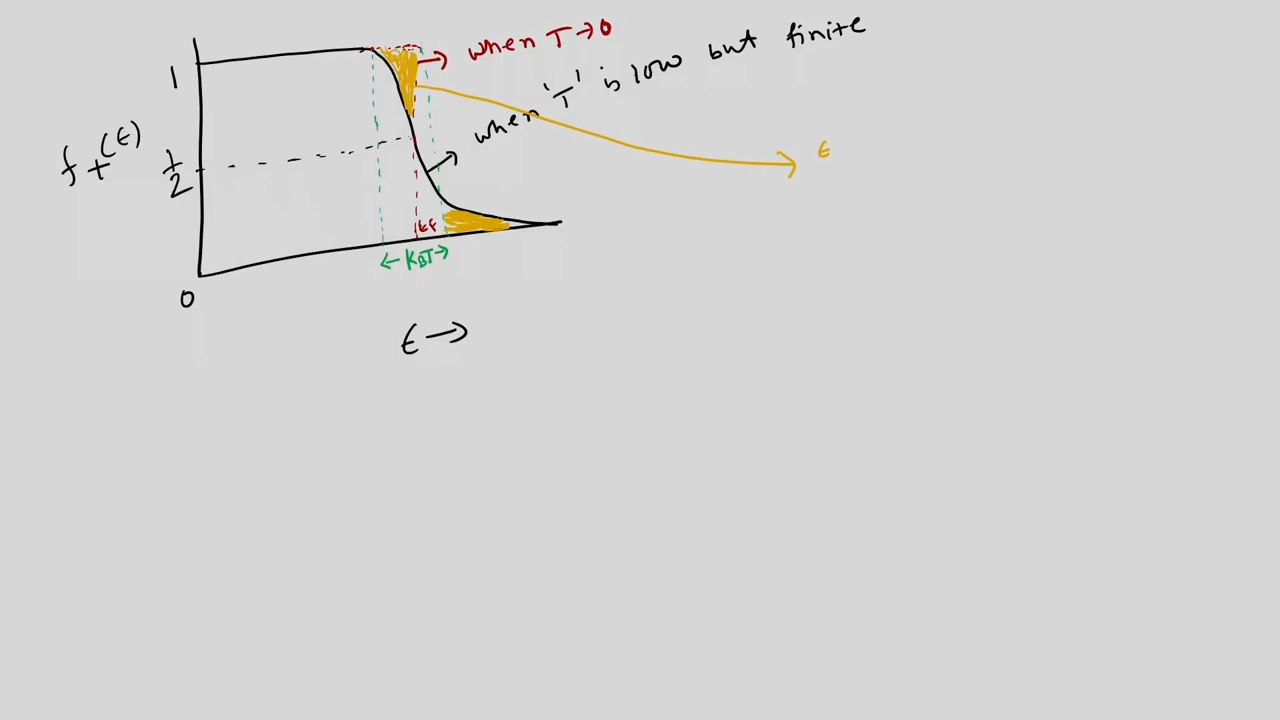 when T→0
when 'T' is low but finite
1
f+(ϵ)
1/2
ϵ
EF
← KBT →
0
ϵ →